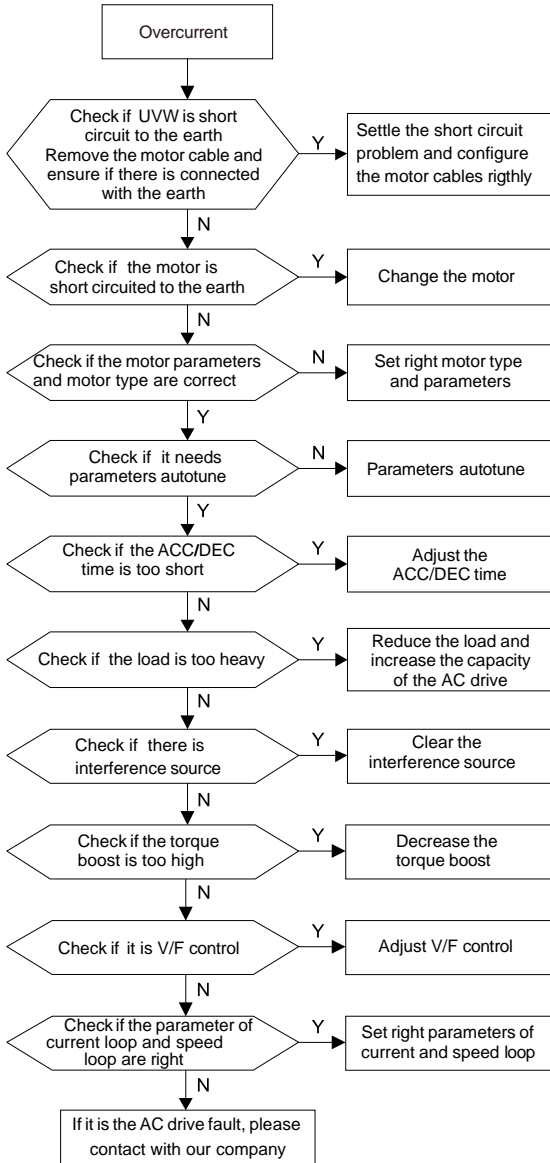 Overcurrent
Check if UVW is short
circuit to the earth
Remove the motor cable and
ensure if there is connected
with the earth
Y
Settle the short circuit
problem and configure
the motor cables rigthly
N
Check if the motor is
short circuited to the earth
Y
Change the motor
N
Check if the motor parameters
and motor type are correct
N
Set right motor type
and parameters
Y
Check if it needs
parameters autotune
N
Parameters autotune
Y
Check if the ACC/DEC
time is too short
Y
Adjust the
ACC/DEC time
N
Check if the load is too heavy
Y
Reduce the load and
increase the capacity
of the AC drive
N
Check if there is
interference source
Y
Clear the
interference source
N
Check if the torque
boost is too high
Y
Decrease the
torque boost
N
Check if it is V/F control
Y
Adjust V/F control
N
Check if the parameter of
current loop and speed
loop are right
Y
Set right parameters of
current and speed loop
N
If it is the AC drive fault, please
contact with our company